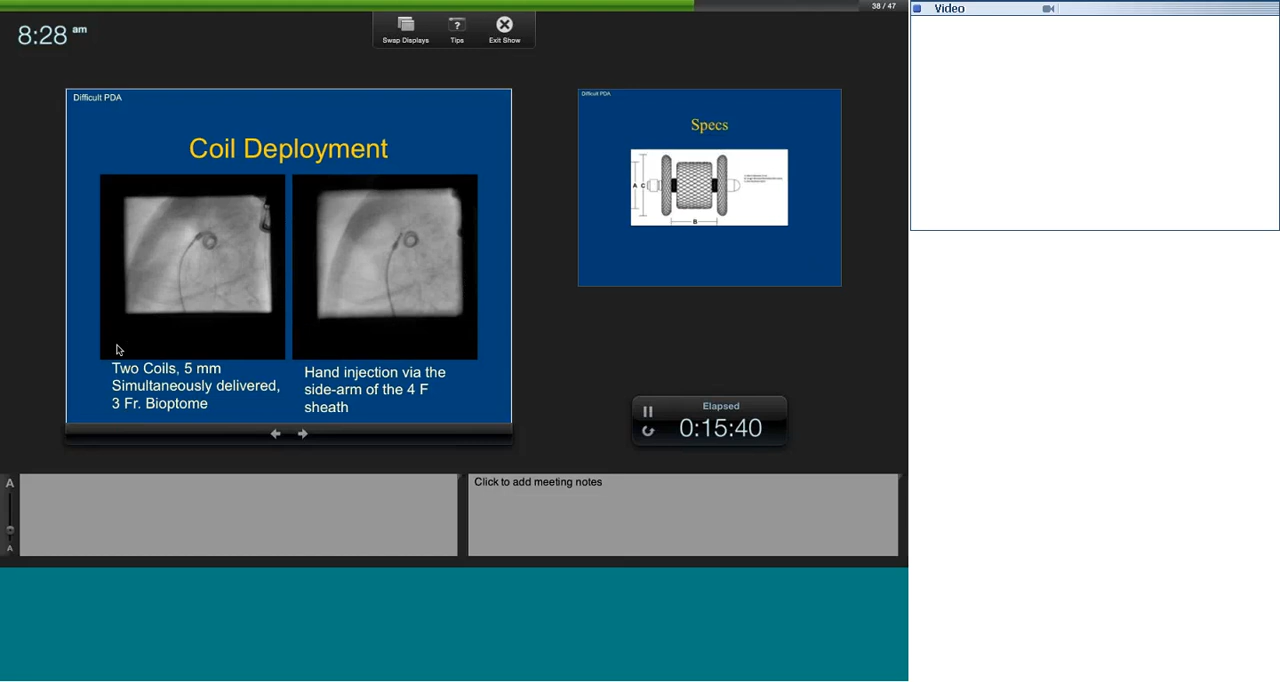 38 / 47
Video
8:28 am
Swap Displays
Tips
Exit Show
Difficult PDA
Coil Deployment
Two Coils, 5 mm
Simultaneously delivered,
3 Fr. Bioptome
Hand injection via the
side-arm of the 4 F
sheath
Difficult PDA
Specs
A C
B
Elapsed
0:15:40
A
A
Click to add meeting notes